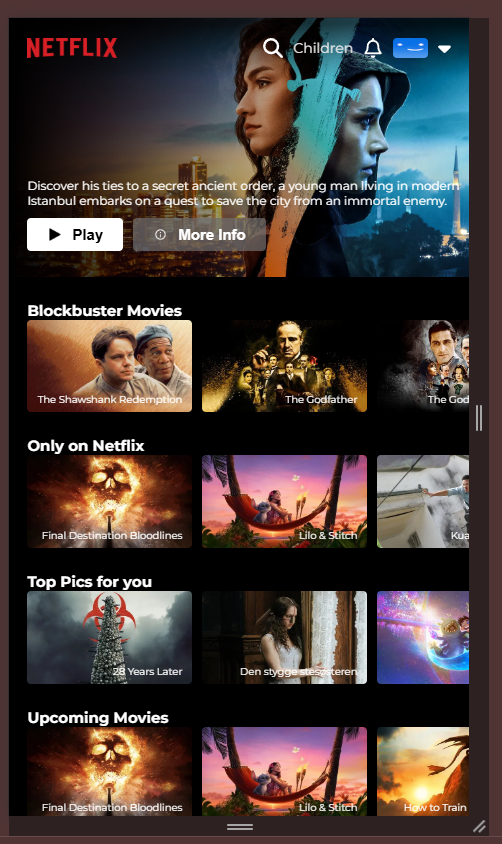 NETFLIX
Children
Discover his ties to a secret ancient order, a young man living in modern
Istanbul embarks on a quest to save the city from an immortal enemy.
Play
More Info
Blockbuster Movies
The Shawshank Redemption
The Godfather
The God
Only on Netflix
Final Destination Bloodlines
Lilo & Stitch
Kua
Top Pics for you
28 Years Later
Den stygge stesøsteren
Upcoming Movies
Final Destination Bloodlines
Lilo & Stitch
How to Train